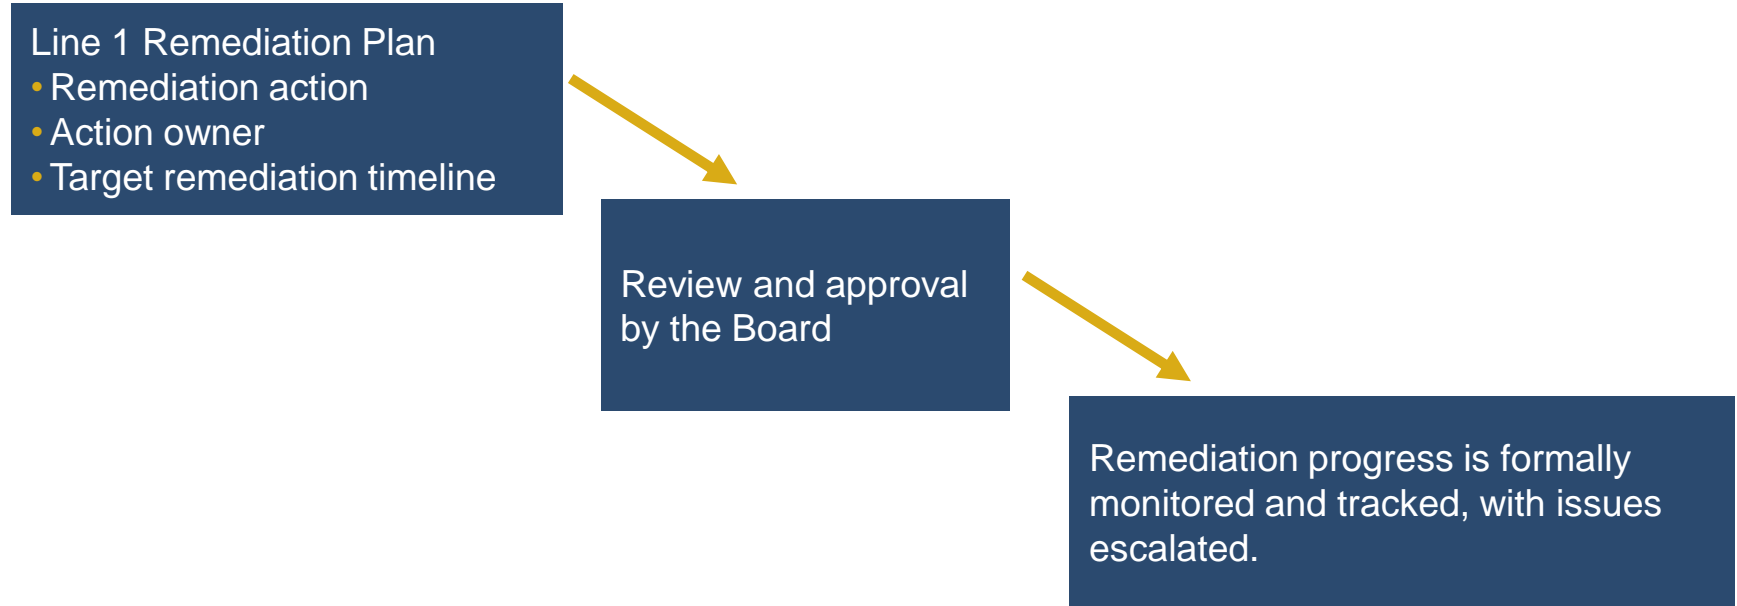 Line 1 Remediation Plan
• Remediation action
• Action owner
• Target remediation timeline
Review and approval
by the Board
Remediation progress is formally
monitored and tracked, with issues
escalated.